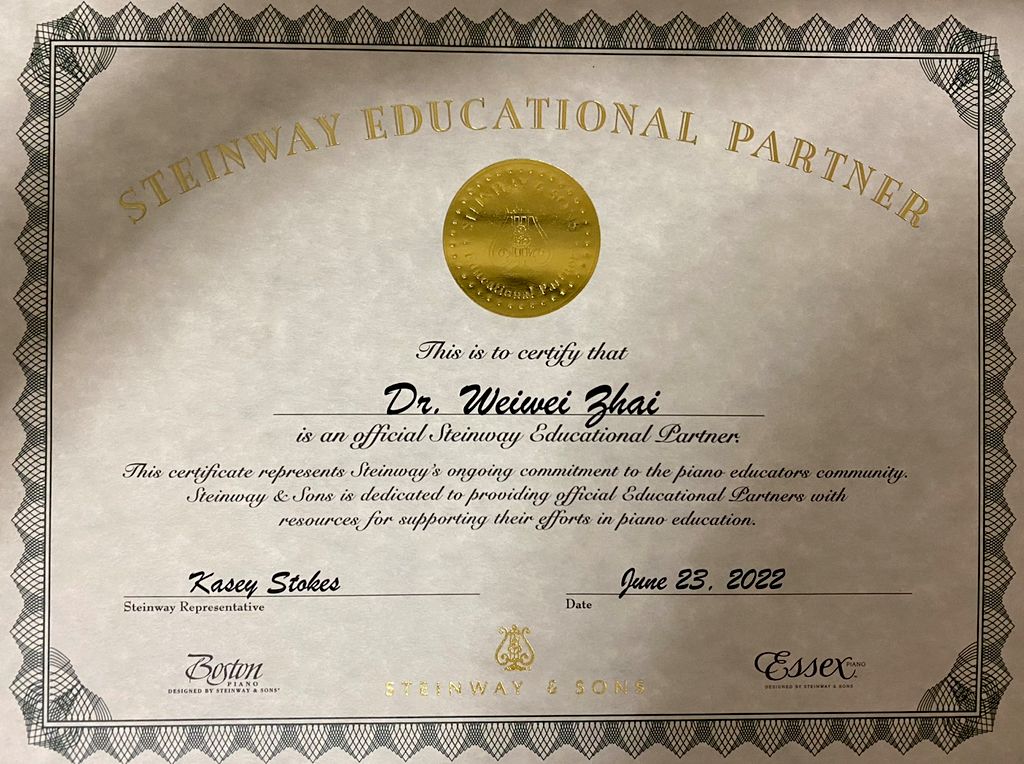 STEINWAY EDUCATIONAL PARTNER
Educational Partner
This is to certify that
Dr. Weiwei Zhai
is an official Steinway Educational Partner.
This certificate represents Steinway's ongoing commitment to the piano educators community.
Steinway & Sons is dedicated to providing official Educational Partners with
resources for supporting their efforts in piano education.
Kasey Stokes
Steinway Representative
June 23, 2022
Date
Boston
PIANO
DESIGNED BY STEINWAY & SONS®
STEINWAY & SONS
Essex PIANO
DESIGNED BY STEINWAY & SONS